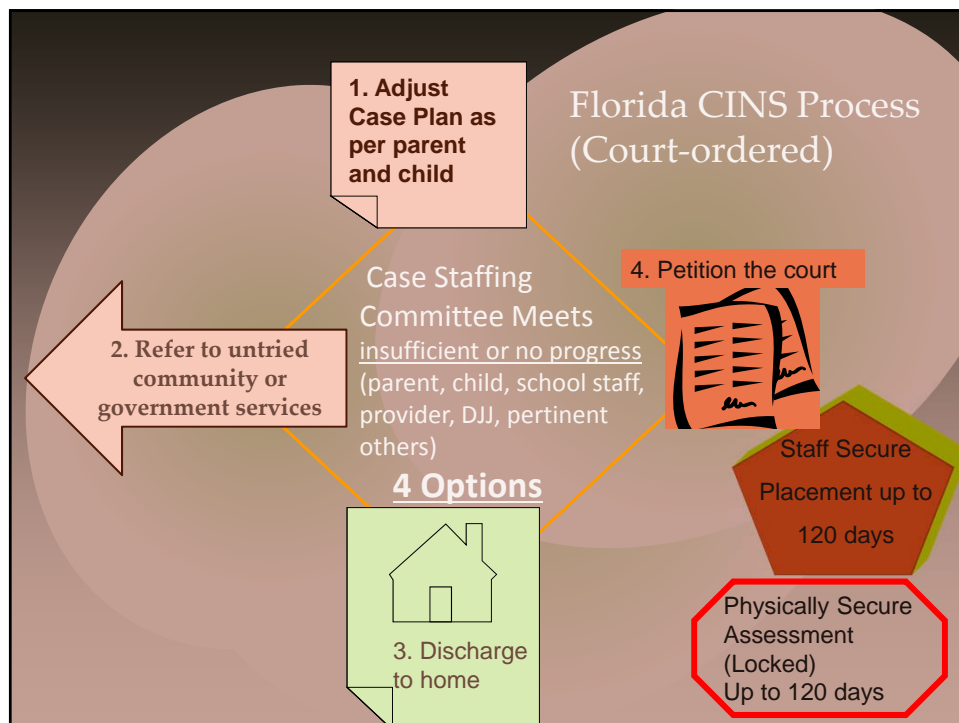 Florida CINS Process
(Court-ordered)
1. Adjust
Case Plan as
per parent
and child
2. Refer to untried
community or
government services
Case Staffing
Committee Meets
insufficient or no progress
(parent, child, school staff,
provider, DJJ, pertinent
others)
4 Options
3. Discharge
to home
4. Petition the court
Staff Secure
Placement up to
120 days
Physically Secure
Assessment
(Locked)
Up to 120 days